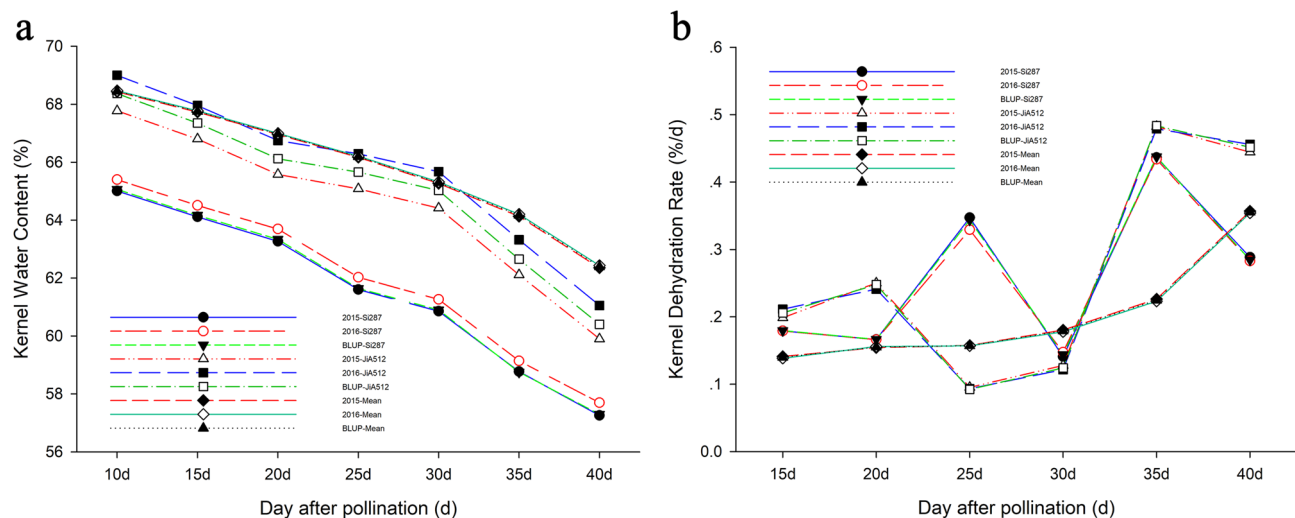 a
Kernel Water Content (%)
70
68
66
64
62
60
58
56
2015-Si287
2016-Si287
BLUP-Si287
2015-JiA512
2016-JiA512
BLUP-JiA512
2015-Mean
2016-Mean
BLUP-Mean
10d 15d 20d 25d 30d 35d 40d
Day after pollination (d)
b
Kernel Dehydration Rate (%/d)
.6
.5
.4
.3
.2
.1
0.0
2015-Si287
2016-Si287
BLUP-Si287
2015-JiA512
2016-JiA512
BLUP-JiA512
2015-Mean
2016-Mean
BLUP-Mean
15d 20d 25d 30d 35d 40d
Day after pollination (d)